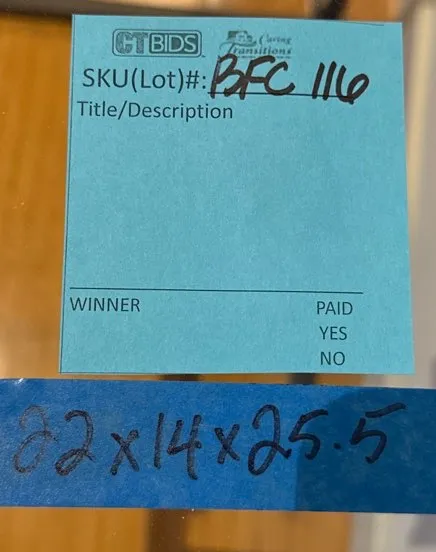 CTBIDS Caring Transitions
SKU(Lot)#: BFC 116
Title/Description
WINNER PAID
YES
NO
22x14x25.5